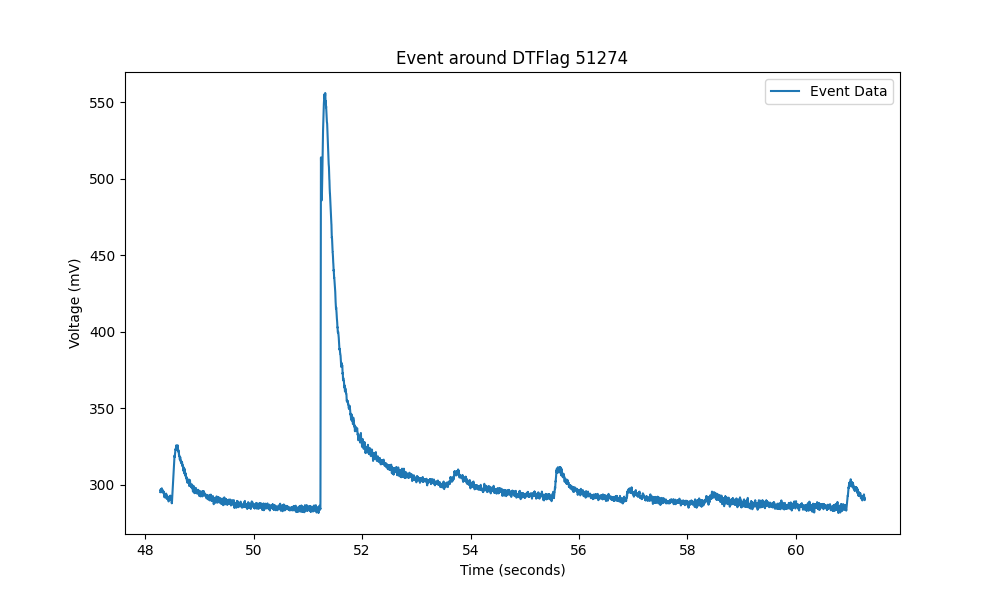 Event around DTFlag 51274
Event Data
550
500
450
400
350
300
Voltage (mV)
48 50 52 54 56 58 60
Time (seconds)